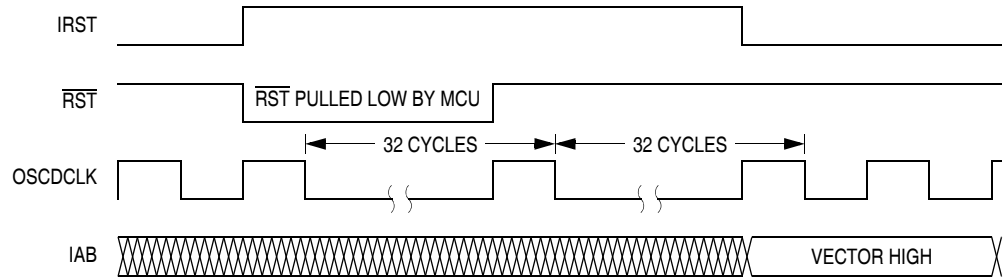 IRST
RST
RST PULLED LOW BY MCU
32 CYCLES
32 CYCLES
OSCDCLK
IAB
VECTOR HIGH